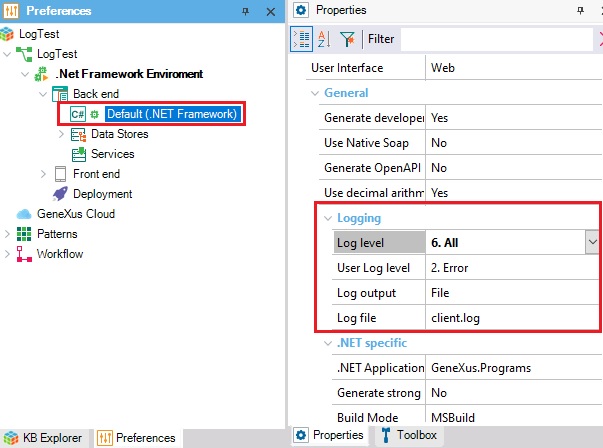 Preferences
LogTest
LogTest
.Net Framework Enviroment
Back end
C# Default (.NET Framework)
Data Stores
Services
Front end
Deployment
GeneXus Cloud
Patterns
Workflow
KB Explorer
Preferences
Properties
Filter
User Interface Web
General
Generate developer Yes
Use Native Soap No
Generate OpenAPI No
Use decimal arithm Yes
Logging
Log level 6. All
User Log level 2. Error
Log output File
Log file client.log
.NET specific
.NET Application GeneXus.Programs
Generate strong No
Build Mode MSBuild
Properties
Toolbox